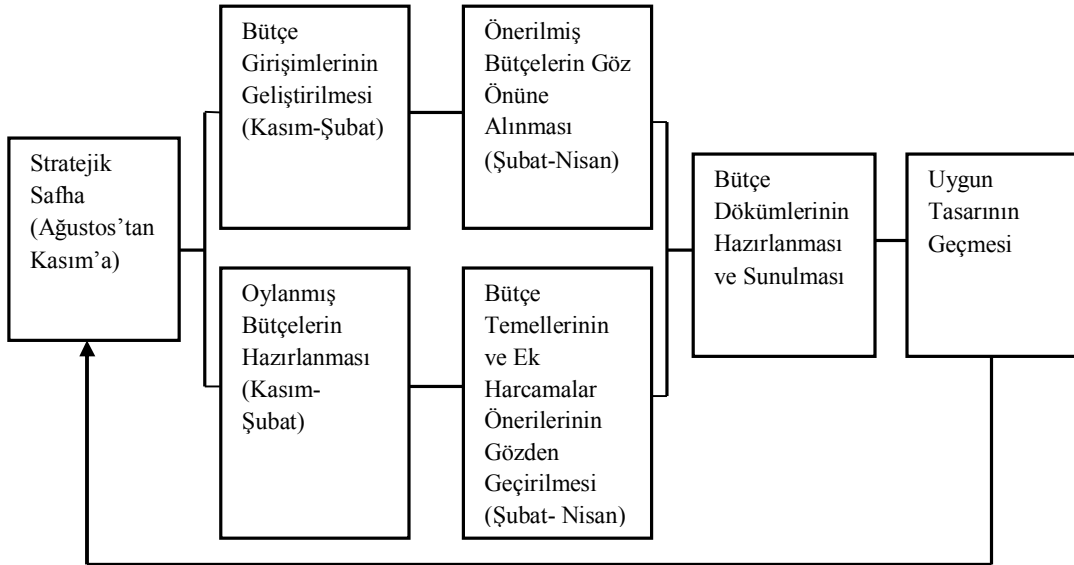 Stratejik
Safha
(Ağustos’tan
Kasım’a)
Bütçe
Girişimlerinin
Geliştirilmesi
(Kasım-Şubat)
Oylanmış
Bütçelerin
Hazırlanması
(Kasım-
Şubat)
Önerilmiş
Bütçelerin Göz
Önüne
Alınması
(Şubat-Nisan)
Bütçe
Temellerinin
ve Ek
Harcamalar
Önerilerinin
Gözden
Geçirilmesi
(Şubat- Nisan)
Bütçe
Dökümlerinin
Hazırlanması
ve Sunulması
Uygun
Tasarının
Geçmesi